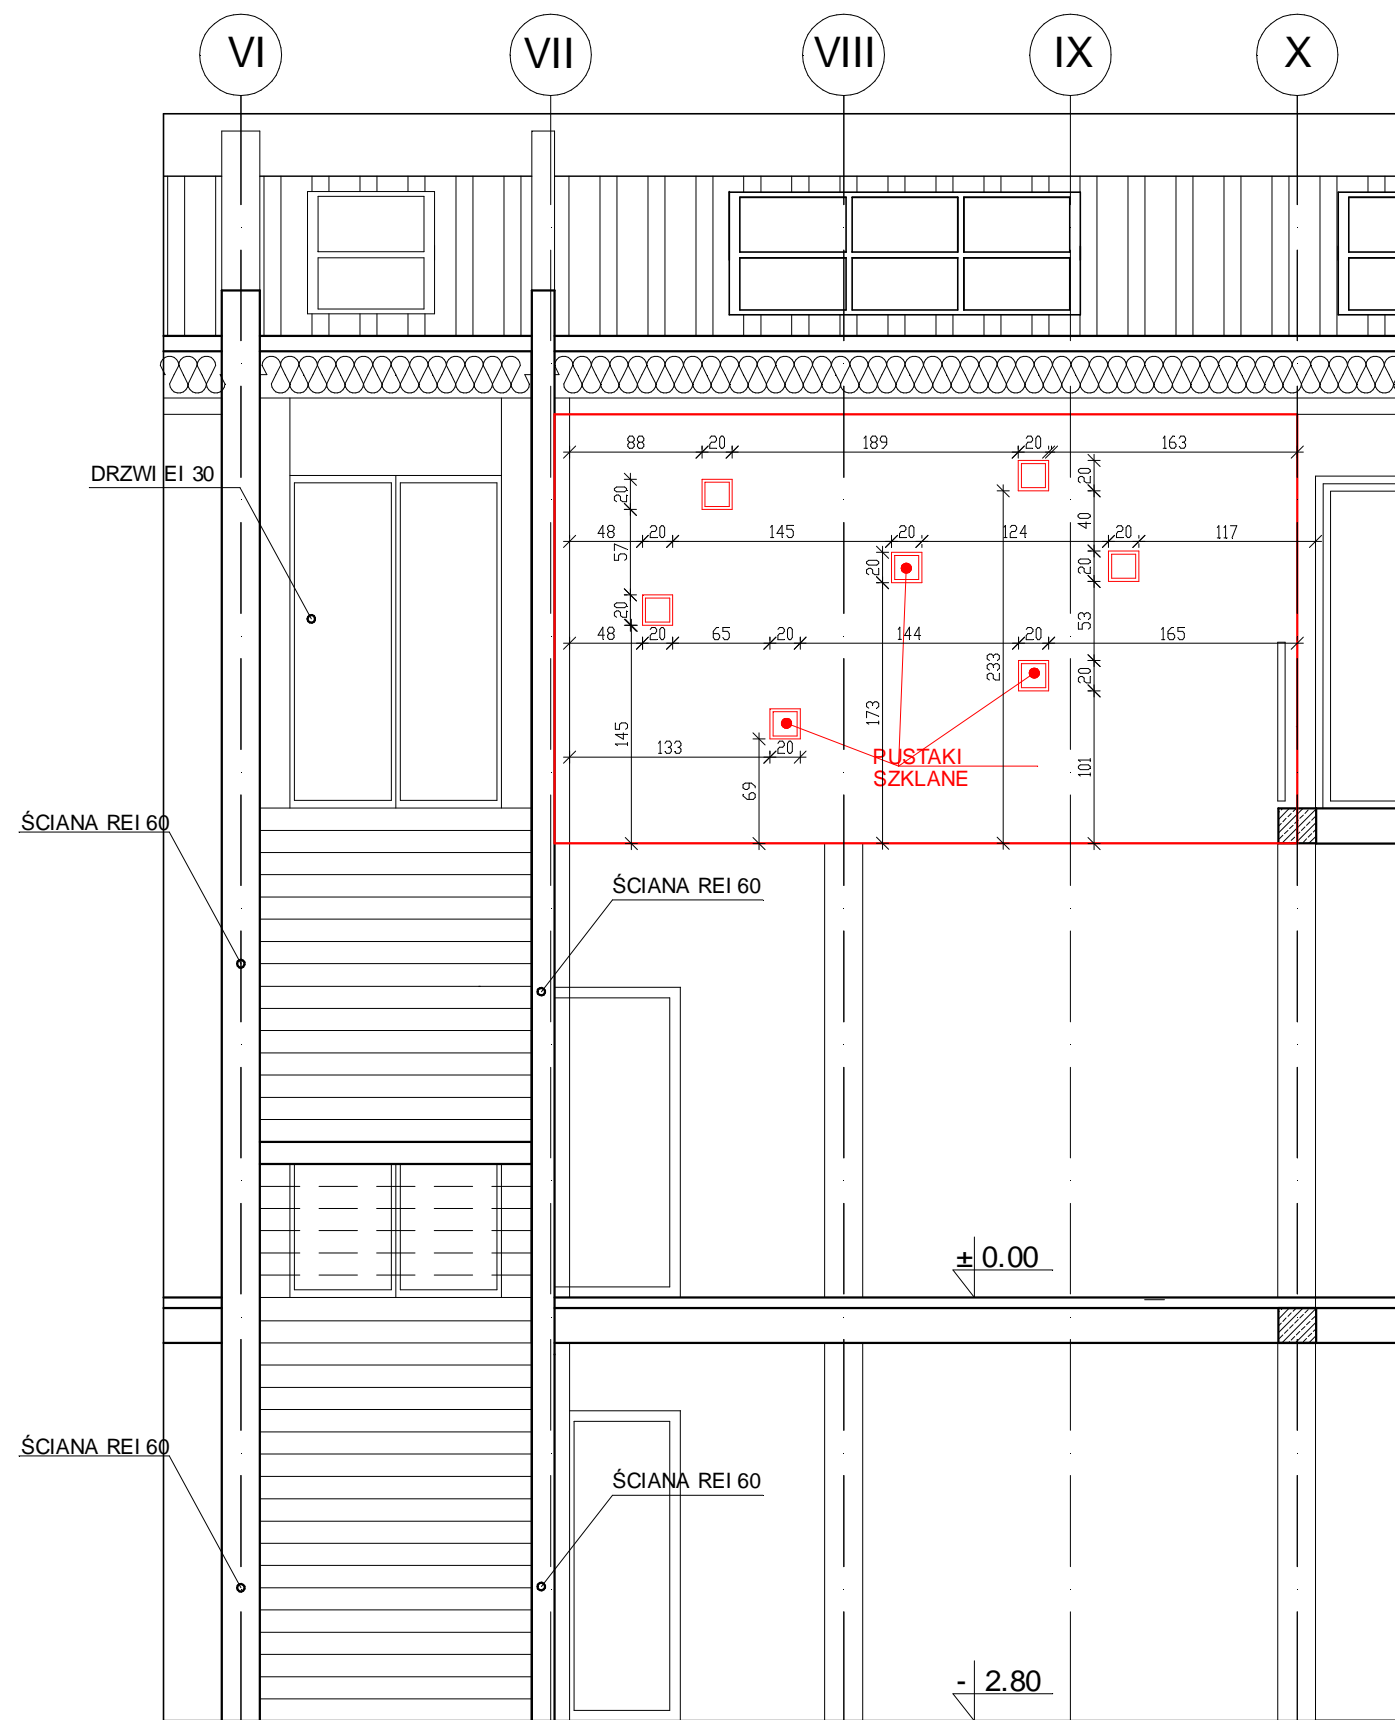 VI VII VIII IX X
88 20 189 20 163
20
20
DRZWI EI 30
40
48 20 145 20 124 20 117
57
20
20
20
53
48 20 65 20 144 20 165
233
20
173
145
133 20
PUSTAKI
SZKLANE
101
69
ŚCIANA REI 60
ŚCIANA REI 60
± 0.00
ŚCIANA REI 60
ŚCIANA REI 60
- 2.80